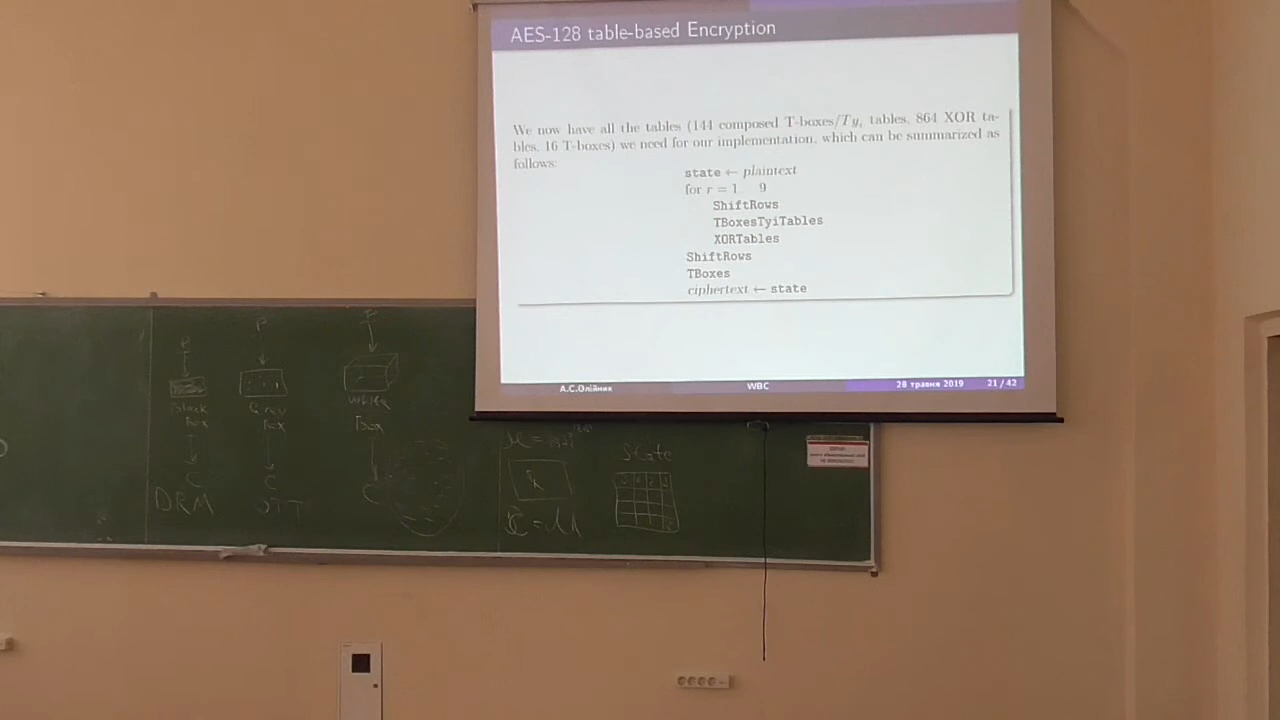 AES-128 table-based Encryption
We now have all the tables (144 composed T-boxes/Ty, tables, 864 XOR ta-
bles, 16 T-boxes) we need for our implementation, which can be summarized as
follows:
state ← plaintext
for r = 1 9
ShiftRows
TBoxesTyiTables
XORTables
ShiftRows
TBoxes
ciphertext ← state
А.С.Олійник WBC 28 травня 2019 21 / 42
P
P
Black
Box
Gray
Box
White
Box
C
C
C
DRM
State